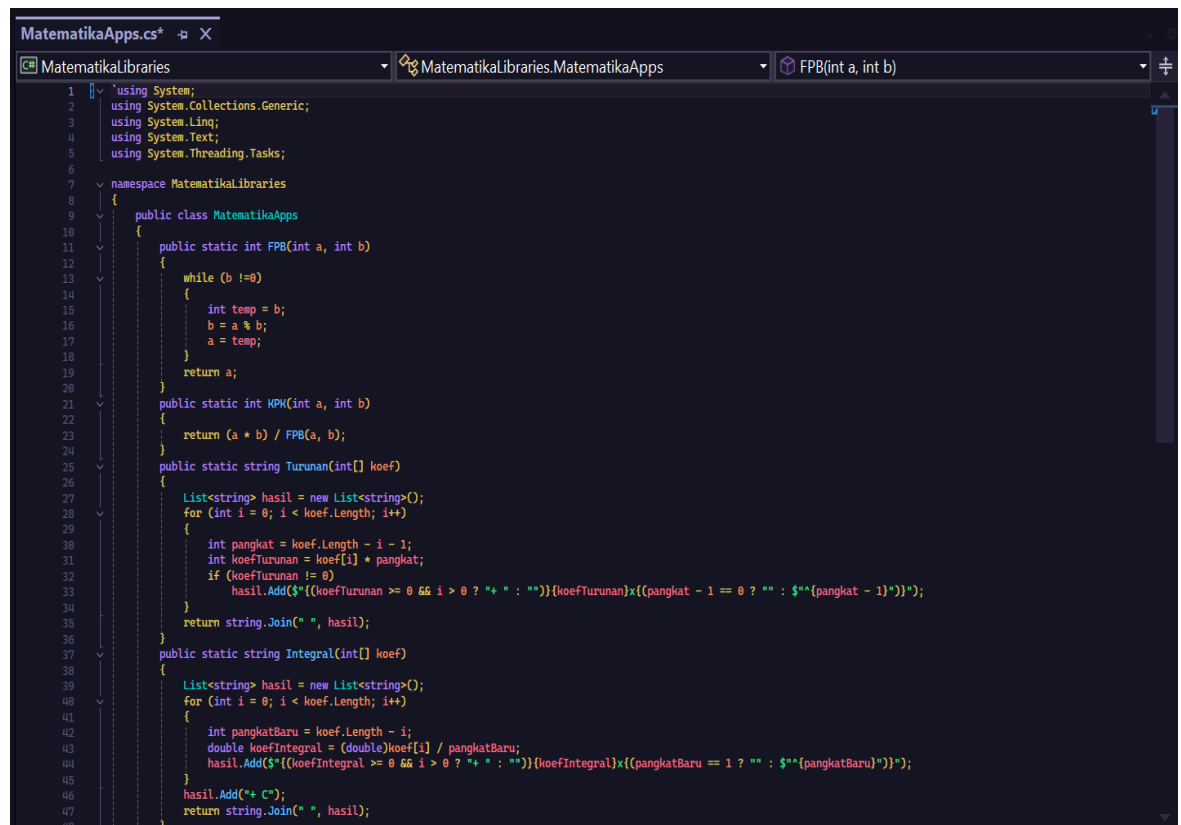 MatematikaApps.cs*
MatematikaLibraries MatematikaLibraries.MatematikaApps FPB(int a, int b)
1 `using System;
2 using System.Collections.Generic;
3 using System.Linq;
4 using System.Text;
5 using System.Threading.Tasks;
6
7 namespace MatematikaLibraries
8 {
9 public class MatematikaApps
10 {
11 public static int FPB(int a, int b)
12 {
13 while (b !=0)
14 {
15 int temp = b;
16 b = a % b;
17 a = temp;
18 }
19 return a;
20 }
21 public static int KPK(int a, int b)
22 {
23 return (a * b) / FPB(a, b);
24 }
25 public static string Turunan(int[] koef)
26 {
27 List<string> hasil = new List<string>();
28 for (int i = 0; i < koef.Length; i++)
29 {
30 int pangkat = koef.Length - i - 1;
31 int koefTurunan = koef[i] * pangkat;
32 if (koefTurunan != 0)
33 hasil.Add($"{(koefTurunan >= 0 && i > 0 ? "+ " : "")}{koefTurunan}x{(pangkat - 1 == 0 ? "" : $"^{pangkat - 1}")}");
34 }
35 return string.Join(" ", hasil);
36 }
37 public static string Integral(int[] koef)
38 {
39 List<string> hasil = new List<string>();
40 for (int i = 0; i < koef.Length; i++)
41 {
42 int pangkatBaru = koef.Length - i;
43 double koefIntegral = (double)koef[i] / pangkatBaru;
44 hasil.Add($"{(koefIntegral >= 0 && i > 0 ? "+ " : "")}{koefIntegral}x{(pangkatBaru == 1 ? "" : $"^{pangkatBaru}")}");
45 }
46 hasil.Add("+ C");
47 return string.Join(" ", hasil);